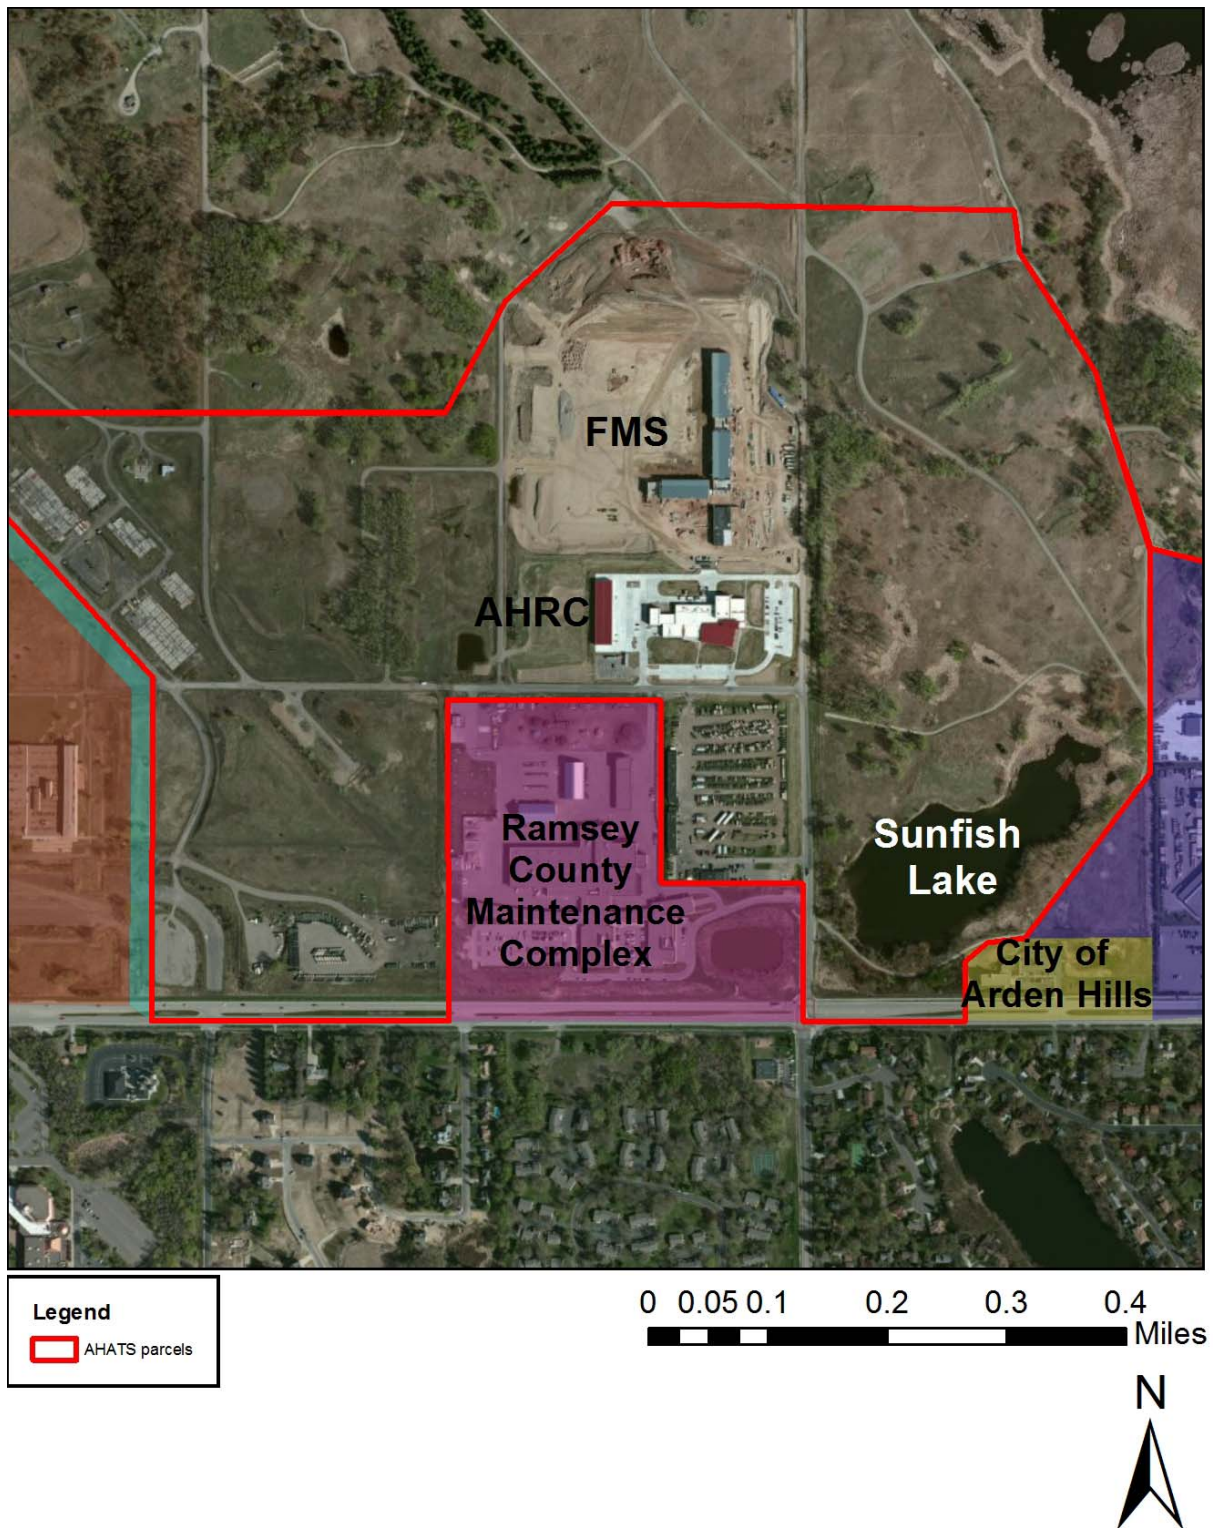 FMS
AHRC
Ramsey
County
Maintenance
Complex
Sunfish
Lake
City of
Arden Hills
Legend
AHATS parcels
0 0.05 0.1 0.2 0.3 0.4
Miles
N